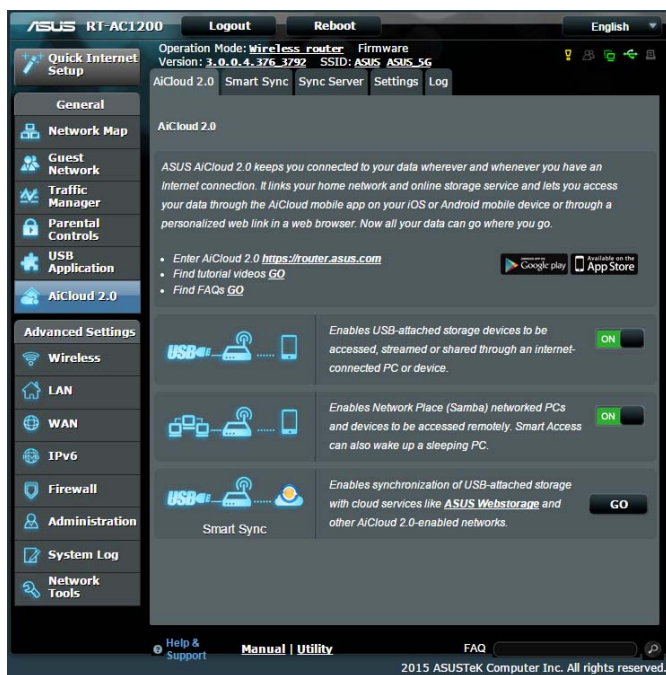 ASUS RT-AC1200 Logout Reboot English
Quick Internet
Setup
Operation Mode: Wireless router Firmware
Version: 3.0.0.4.376_3792 SSID: ASUS ASUS_5G
AiCloud 2.0 Smart Sync Sync Server Settings Log
General
Network Map
Guest
Network
Traffic
Manager
Parental
Controls
USB
Application
AiCloud 2.0
Advanced Settings
Wireless
LAN
WAN
IPv6
Firewall
Administration
System Log
Network
Tools
AiCloud 2.0
ASUS AiCloud 2.0 keeps you connected to your data wherever and whenever you have an
Internet connection. It links your home network and online storage service and lets you access
your data through the AiCloud mobile app on your iOS or Android mobile device or through a
personalized web link in a web browser. Now all your data can go where you go.
• Enter AiCloud 2.0 https://router.asus.com
• Find tutorial videos GO
• Find FAQs GO
Google play
Available on the
App Store
USB
Enables USB-attached storage devices to be
accessed, streamed or shared through an internet-
connected PC or device.
ON
Enables Network Place (Samba) networked PCs
and devices to be accessed remotely. Smart Access
can also wake up a sleeping PC.
ON
USB
Smart Sync
Enables synchronization of USB-attached storage
with cloud services like ASUS Webstorage and
other AiCloud 2.0-enabled networks.
GO
Help &
Support
Manual | Utility
FAQ
2015 ASUSTeK Computer Inc. All rights reserved.